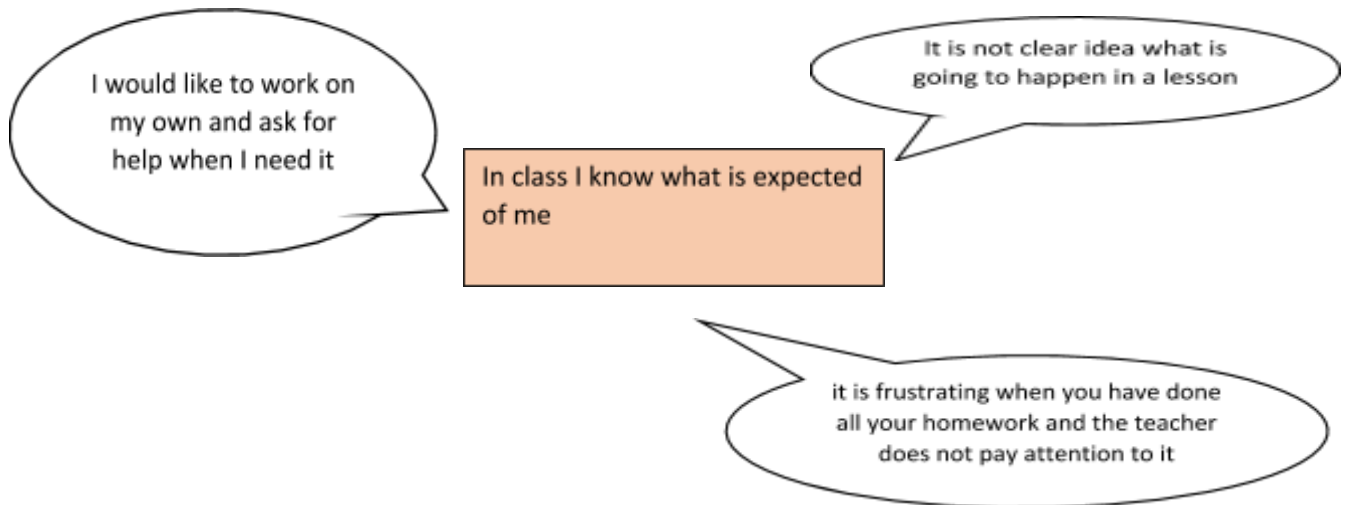 I would like to work on
my own and ask for
help when I need it
It is not clear idea what is
going to happen in a lesson
In class I know what is expected
of me
it is frustrating when you have done
all your homework and the teacher
does not pay attention to it